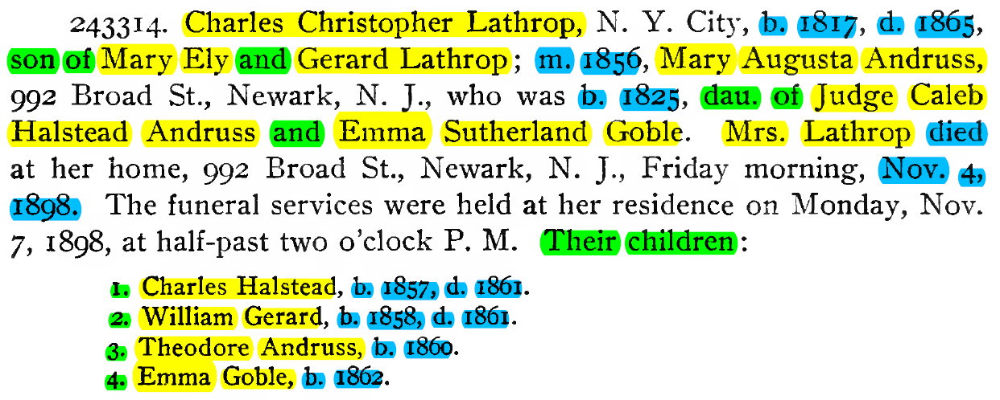 243314. Charles Christopher Lathrop, N. Y. City, b. 1817, d. 1865,
son of Mary Ely and Gerard Lathrop; m. 1856, Mary Augusta Andruss,
992 Broad St., Newark, N. J., who was b. 1825, dau. of Judge Caleb
Halstead Andruss and Emma Sutherland Goble. Mrs. Lathrop died
at her home, 992 Broad St., Newark, N. J., Friday morning, Nov. 4,
1898. The funeral services were held at her residence on Monday, Nov.
7, 1898, at half-past two o'clock P. M. Their children:
1. Charles Halstead, b. 1857, d. 1861.
2. William Gerard, b. 1858, d. 1861.
3. Theodore Andruss, b. 1860.
4. Emma Goble, b. 1862.